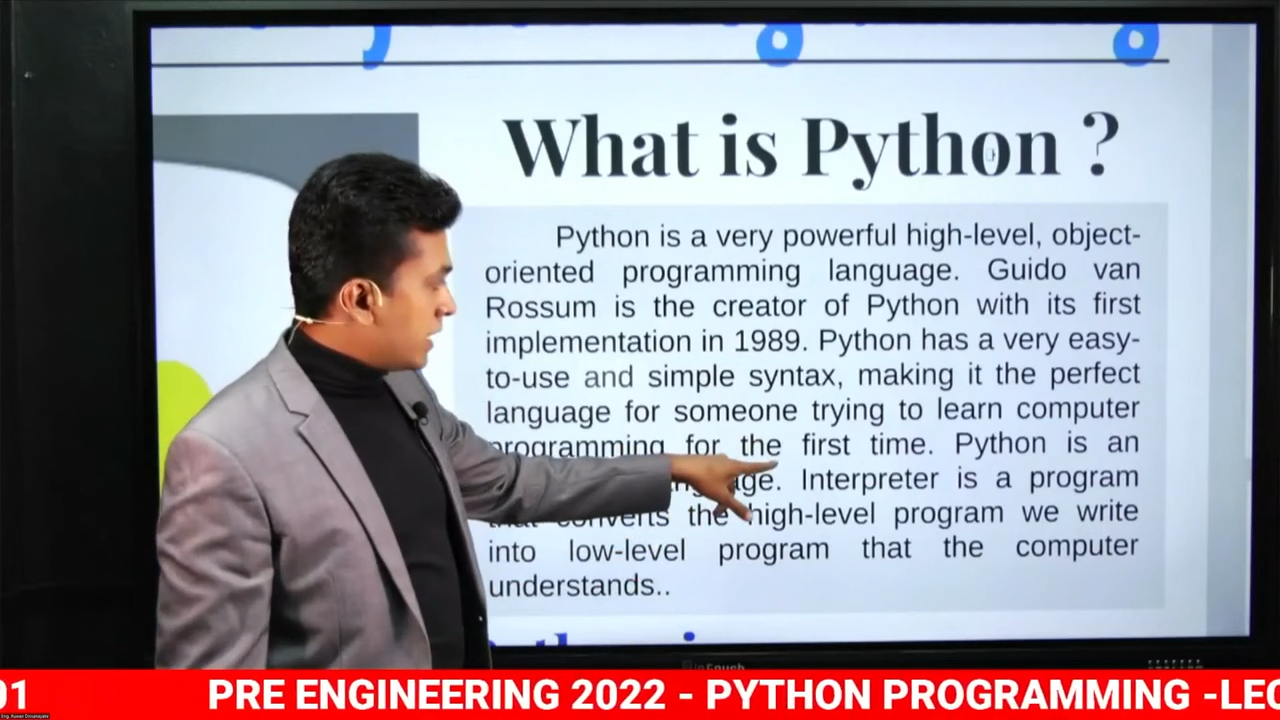 What is Python ?
Python is a very powerful high-level, object-
oriented programming language. Guido van
Rossum is the creator of Python with its first
implementation in 1989. Python has a very easy-
to-use and simple syntax, making it the perfect
language for someone trying to learn computer
programming for the first time. Python is an
Interpreter is a program
that converts the high-level program we write
into low-level program that the computer
understands..
01 PRE ENGINEERING 2022 - PYTHON PROGRAMMING -LEC